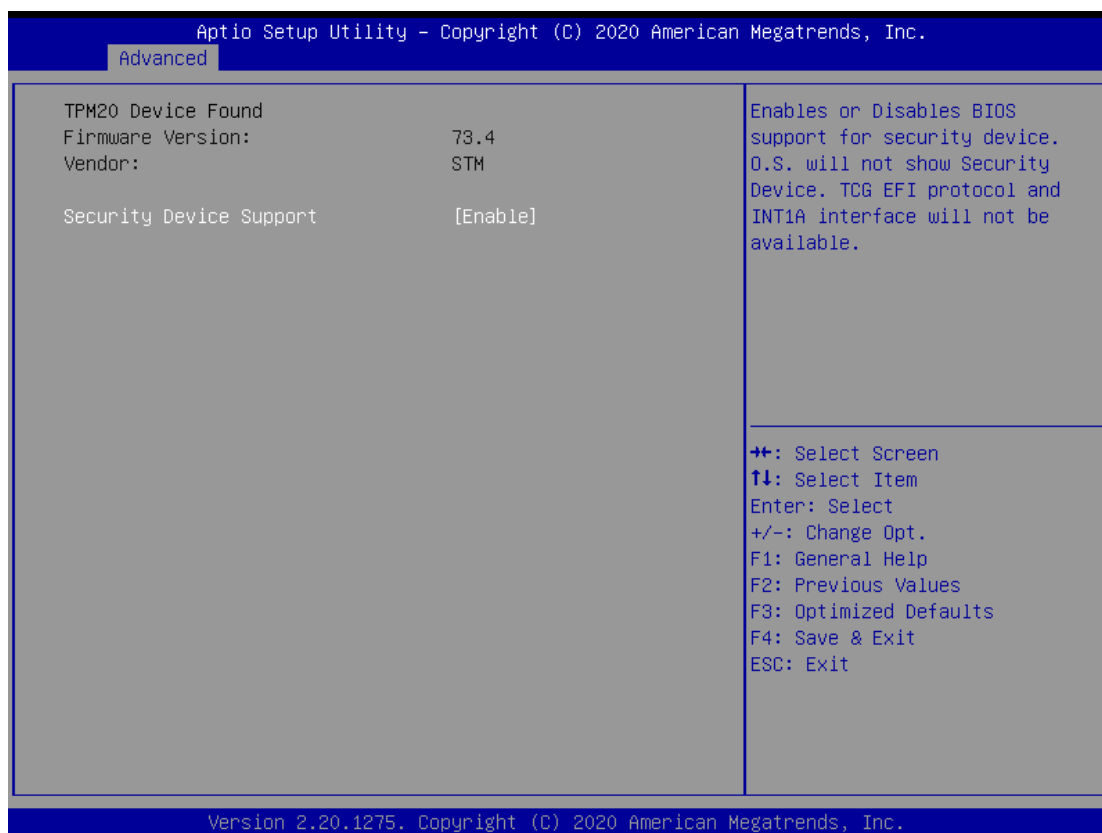 Aptio Setup Utility – Copyright (C) 2020 American Megatrends, Inc.
Advanced
TPM20 Device Found
Firmware Version: 73.4
Vendor: STM
Security Device Support [Enable]
Enables or Disables BIOS
support for security device.
O.S. will not show Security
Device. TCG EFI protocol and
INT1A interface will not be
available.
→←: Select Screen
↑↓: Select Item
Enter: Select
+/-: Change Opt.
F1: General Help
F2: Previous Values
F3: Optimized Defaults
F4: Save & Exit
ESC: Exit
Version 2.20.1275. Copyright (C) 2020 American Megatrends, Inc.